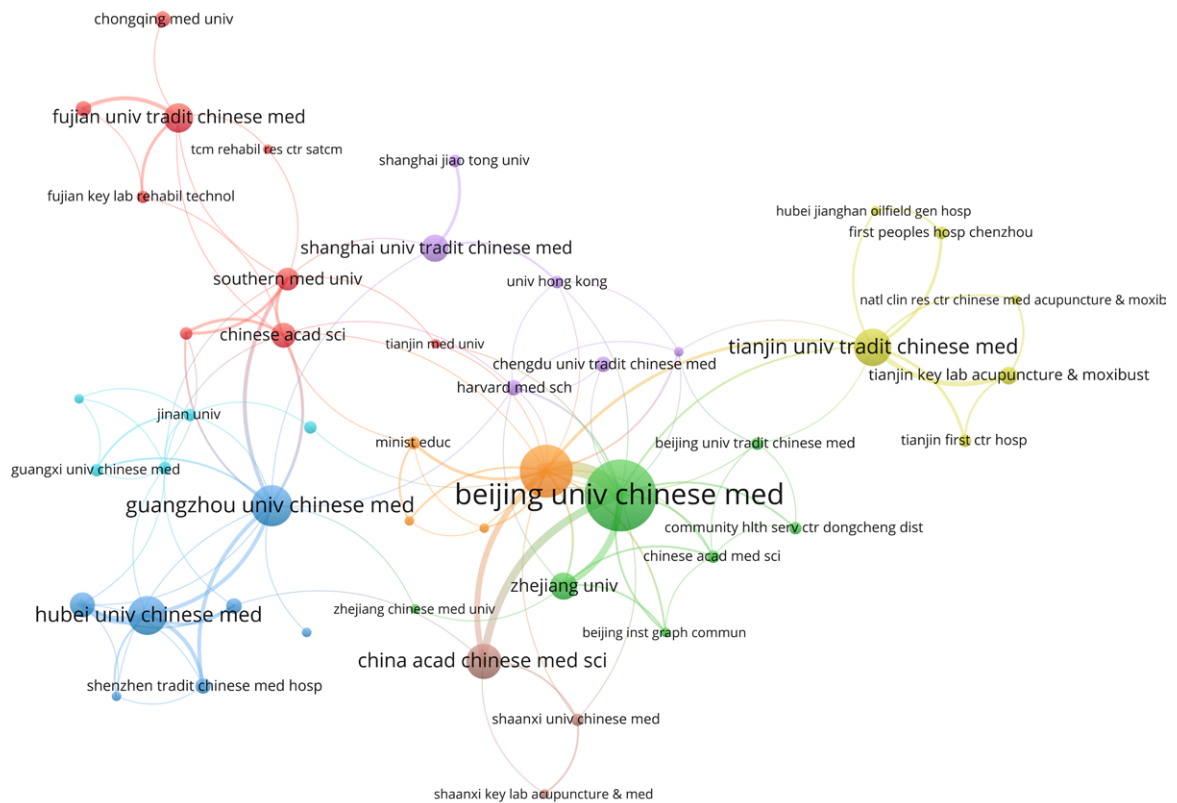 chongqing med univ
fujian univ tradit chinese med
tcm rehabil res ctr satcm
shanghai jiao tong univ
fujian key lab rehabil technol
hubei jianghan oilfield gen hosp
first peoples hosp chenzhou
shanghai univ tradit chinese med
southern med univ
univ hong kong
natl clin res ctr chinese med acupuncture & moxib
chinese acad sci
tianjin med univ
tianjin univ tradit chinese med
chengdu univ tradit chinese med
tianjin key lab acupuncture & moxibust
harvard med sch
jinan univ
minist educ
beijing univ tradit chinese med
tianjin first ctr hosp
guangxi univ chinese med
beijing univ chinese med
guangzhou univ chinese med
community hlth serv ctr dongcheng dist
chinese acad med sci
zhejiang univ
hubei univ chinese med
zhejiang chinese med univ
beijing inst graph commun
china acad chinese med sci
shenzhen tradit chinese med hosp
shaanxi univ chinese med
shaanxi key lab acupuncture & med